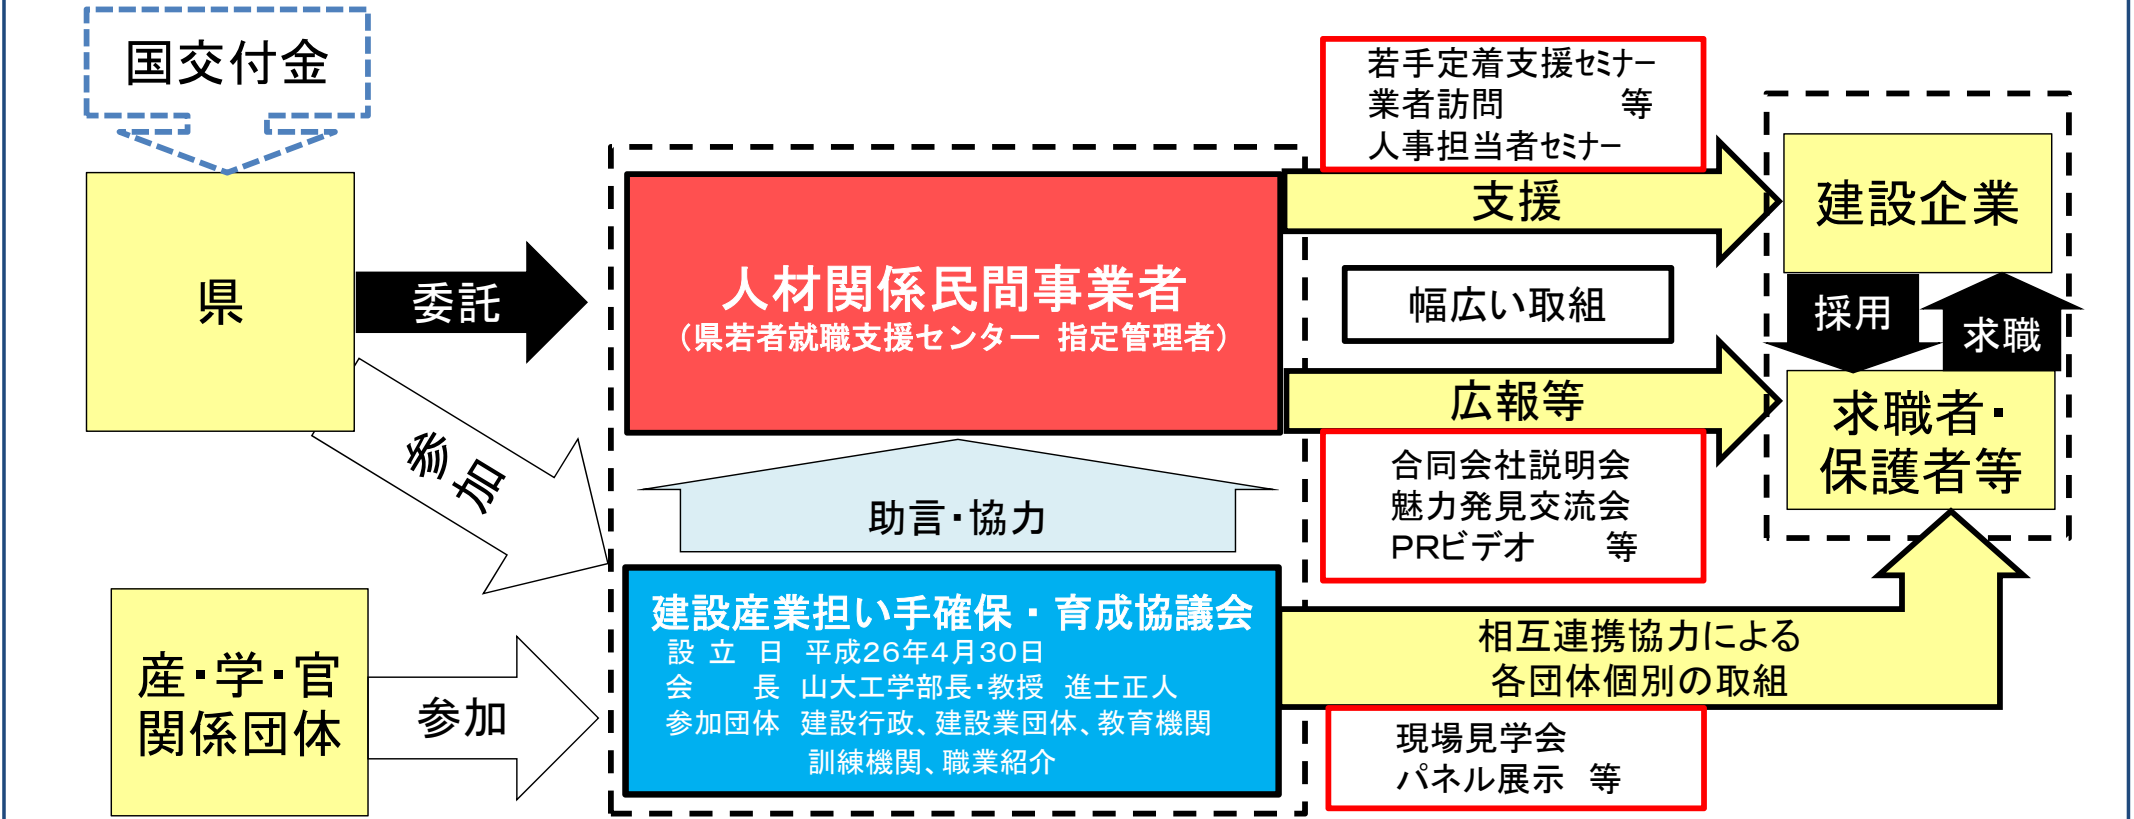 国交付金
県
委託
参加
産・学・官
関係団体
参加
人材関係民間事業者
（県若者就職支援センター 指定管理者）
助言・協力
建設産業担い手確保・育成協議会
設 立 日 平成26年4月30日
会 長 山大工学部長・教授 進士正人
参加団体 建設行政、建設業団体、教育機関
訓練機関、職業紹介
若手定着支援ｾﾐﾅｰ
業者訪問 等
人事担当者ｾﾐﾅｰ
支援
幅広い取組
広報等
合同会社説明会
魅力発見交流会
PRビデオ 等
相互連携協力による
各団体個別の取組
現場見学会
パネル展示 等
建設企業
採用
求職
求職者・
保護者等